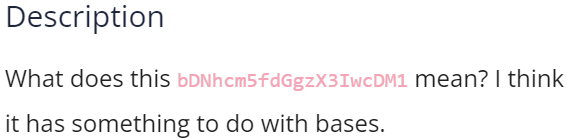 Description
What does this bDNhcm5fdGgzX3IwcDM1 mean? I think
it has something to do with bases.